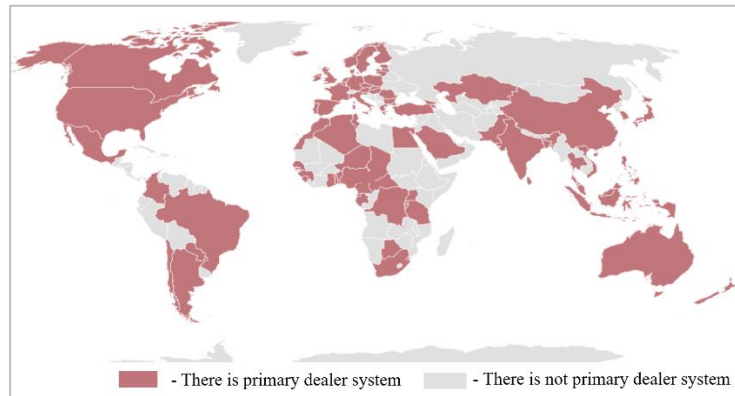 - There is primary dealer system - There is not primary dealer system